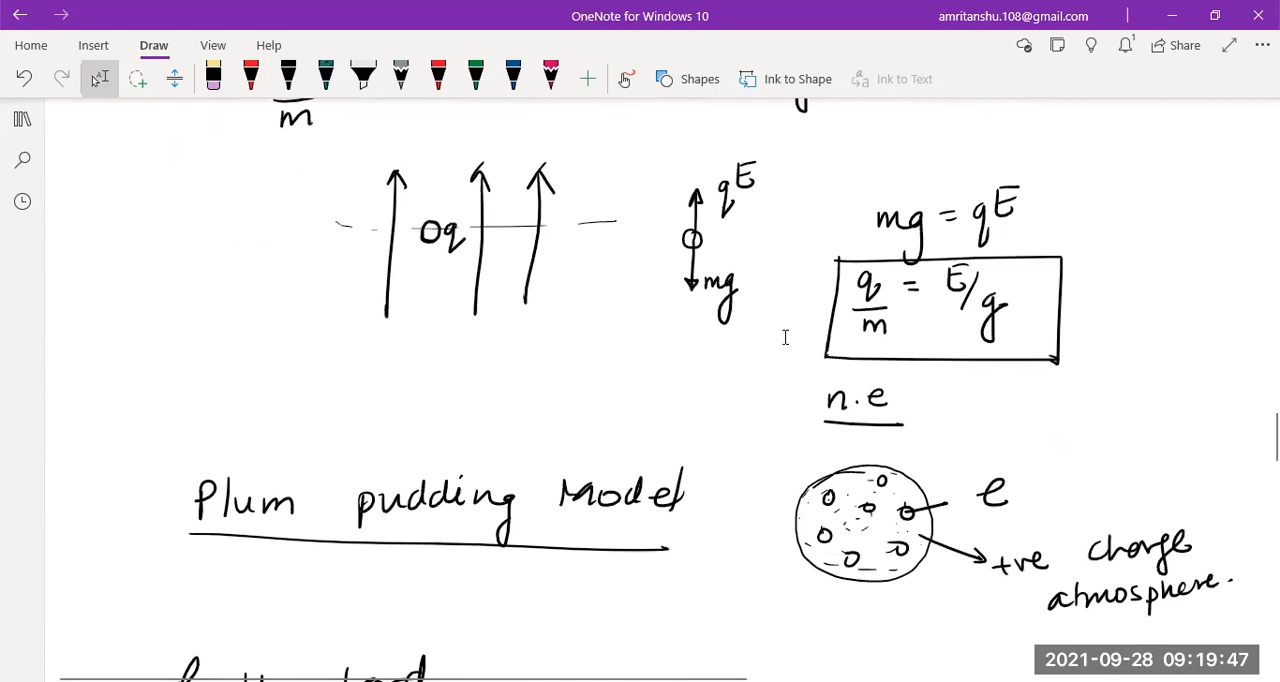 OneNote for Windows 10
amritanshu.108@gmail.com
Home Insert Draw View Help
Share
Shapes Ink to Shape Ink to Text
m
qE
Oq
mg = qE
mg
q/m = E/g
n.e
Plum pudding Model
e
+ve charge
atmosphere.
2021-09-28 09:19:47